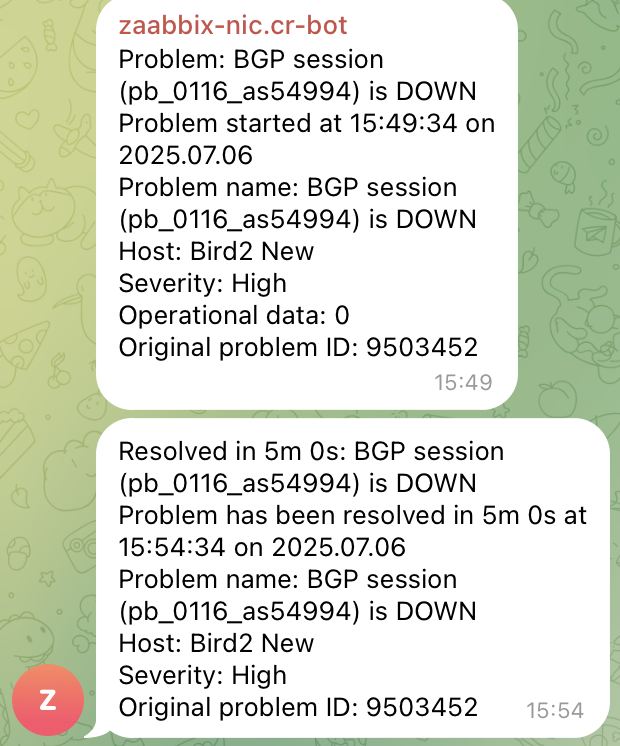 zaabbix-nic.cr-bot
Problem: BGP session
(pb_0116_as54994) is DOWN
Problem started at 15:49:34 on
2025.07.06
Problem name: BGP session
(pb_0116_as54994) is DOWN
Host: Bird2 New
Severity: High
Operational data: 0
Original problem ID: 9503452
15:49
Resolved in 5m 0s: BGP session
(pb_0116_as54994) is DOWN
Problem has been resolved in 5m 0s at
15:54:34 on 2025.07.06
Problem name: BGP session
(pb_0116_as54994) is DOWN
Host: Bird2 New
Severity: High
Original problem ID: 9503452
15:54
Z